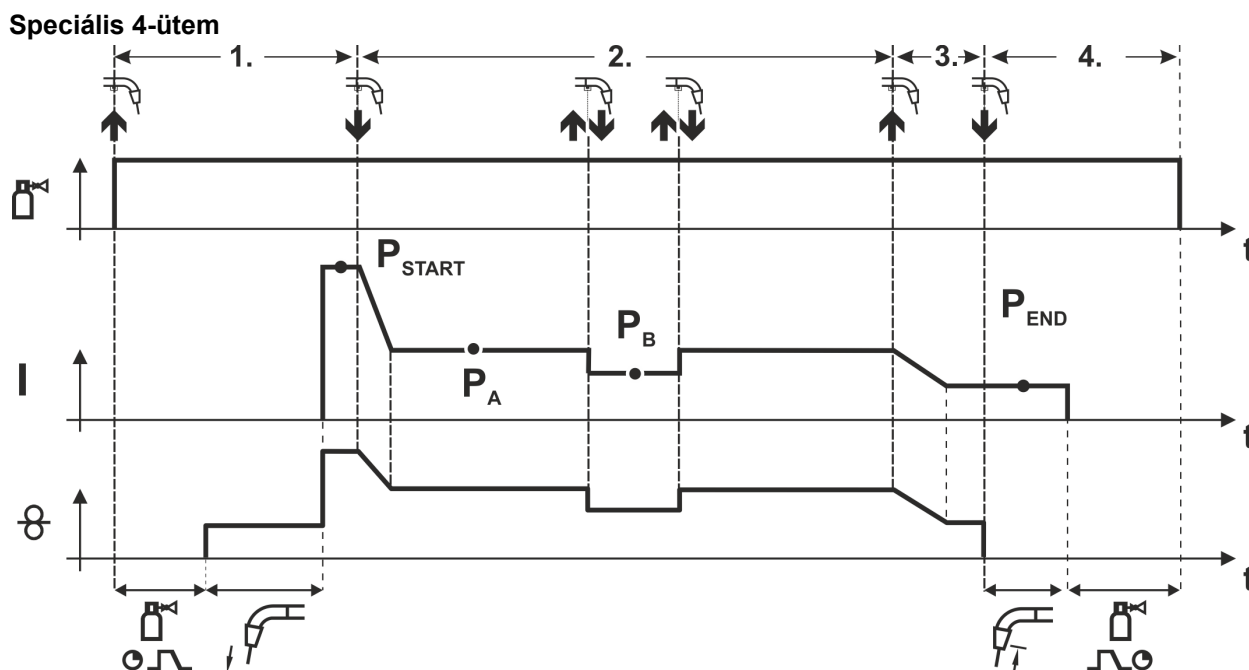 Speciális 4-ütem
1. 2. 3. 4.
t
P START
P END
P B
P A
I
t
t